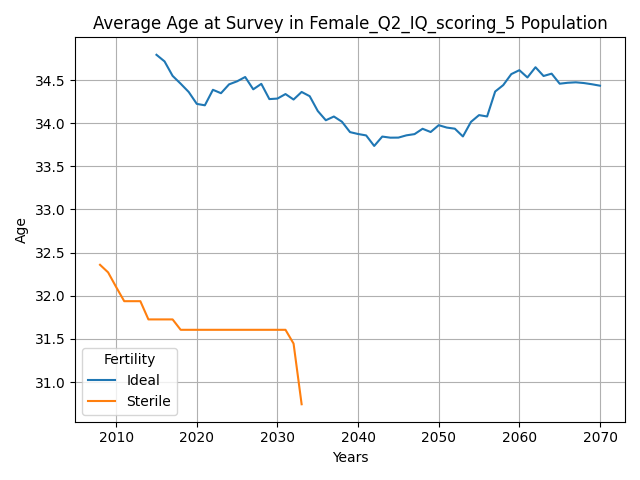 Average Age at Survey in Female_Q2_IQ_scoring_5 Population
Age
34.5
34.0
33.5
33.0
32.5
32.0
31.5
31.0
Fertility
Ideal
Sterile
2010 2020 2030 2040 2050 2060 2070
Years